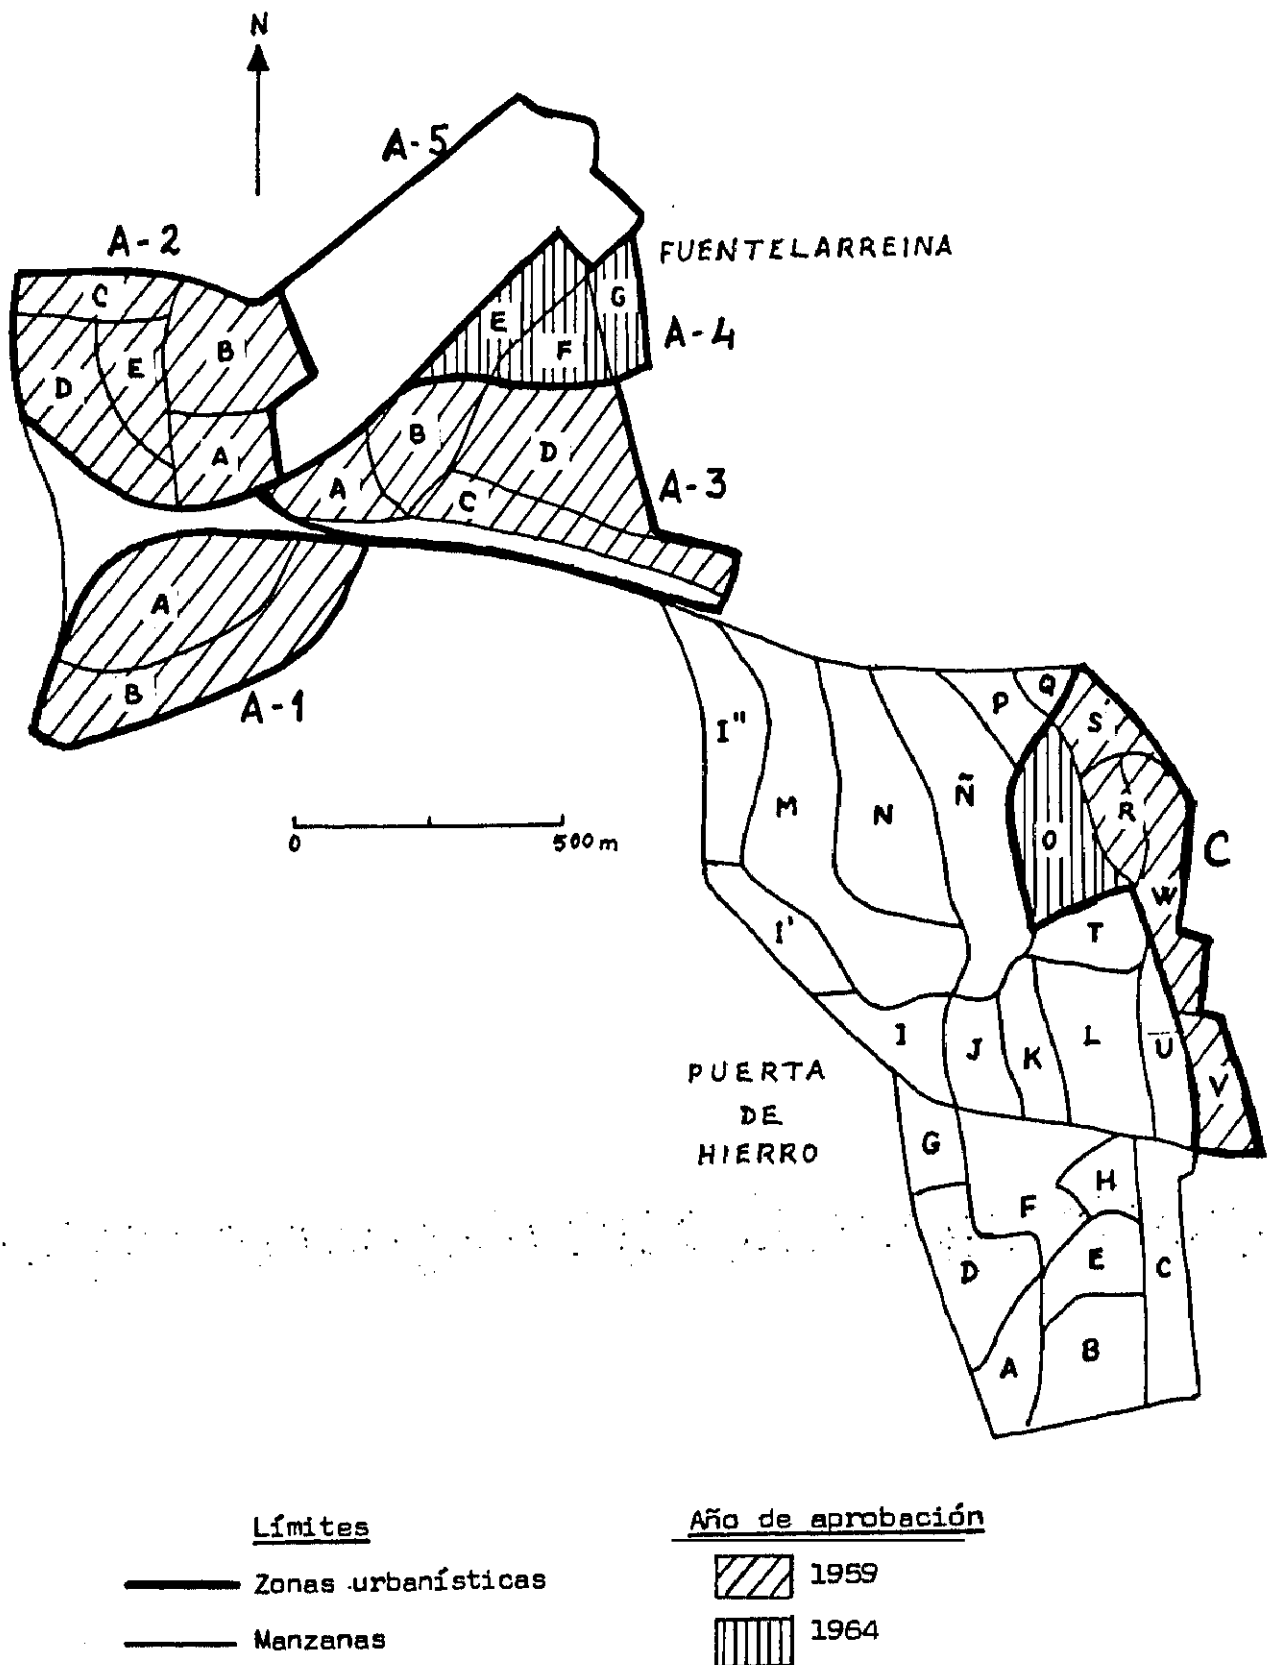 N
A-5
A-2
FUENTELARREINA
C
G
E
A-4
B
E
F
D
B
D
A
A
C
A-3
A
B
A-1
Q
P
S'
I"
Ñ
M
N
R
O
C
0 500m
W
I'
T
I
J
K
L
U
PUERTA
DE
HIERRO
V
G
H
F
D
E
C
A
B
Límites
Zonas urbanísticas
Manzanas
Año de aprobación
1959
1964